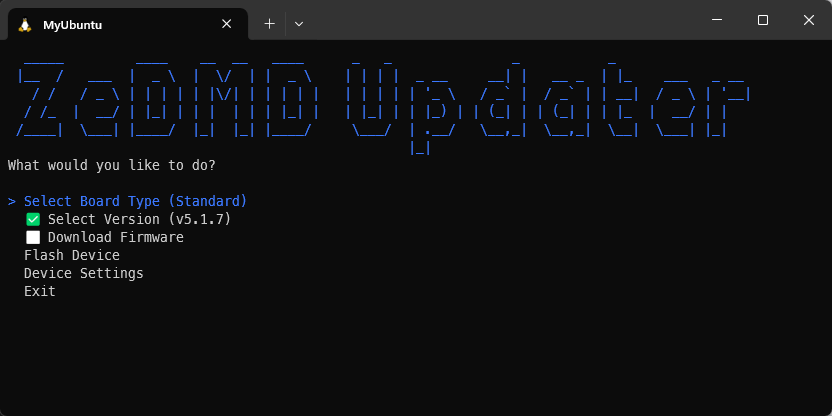 MyUbuntu
ZeDMD Updater
What would you like to do?
> Select Board Type (Standard)
✅ Select Version (v5.1.7)
⬜ Download Firmware
Flash Device
Device Settings
Exit